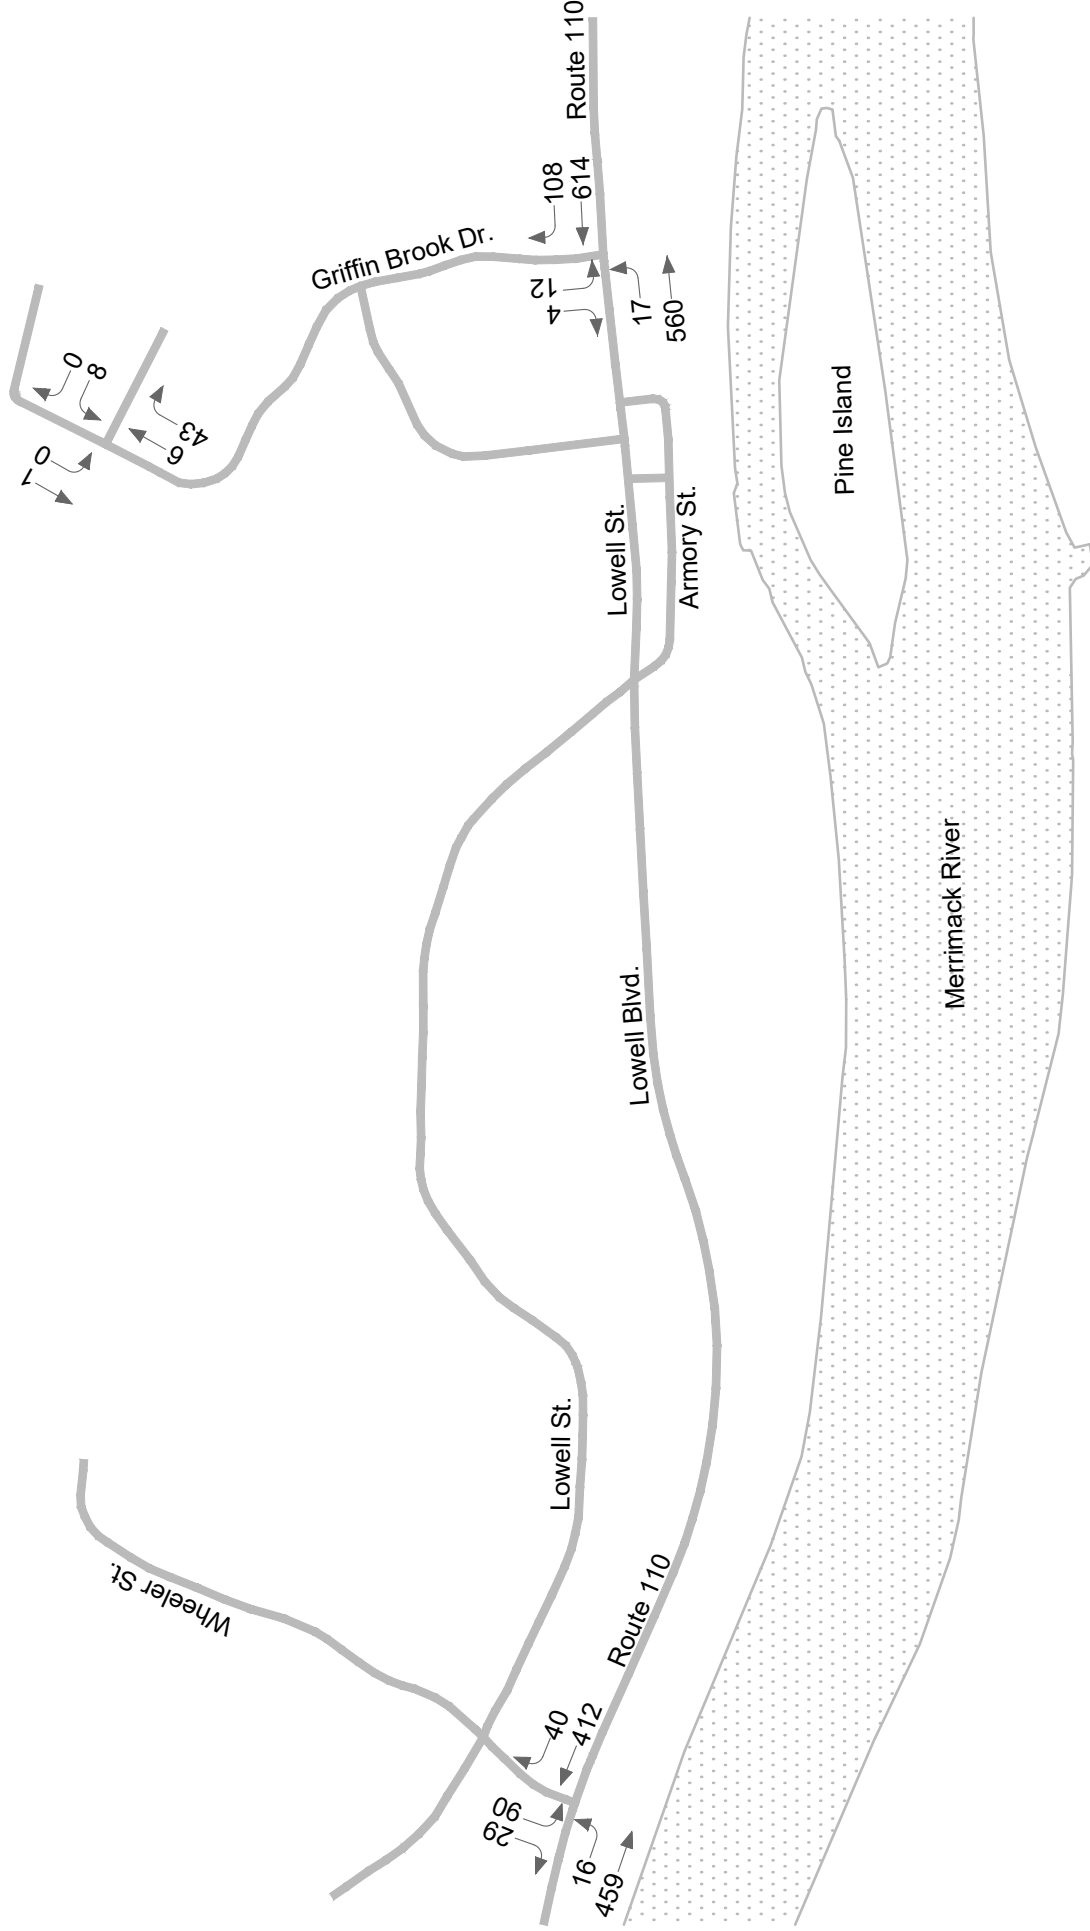 Route 110
108
614
Griffin Brook Dr.
12
4
17
560
0
8
43
6
0
1
Pine Island
Lowell St.
Armory St.
Merrimack River
Lowell Blvd.
Lowell St.
Wheeler St.
Route 110
40
412
90
29
16
459